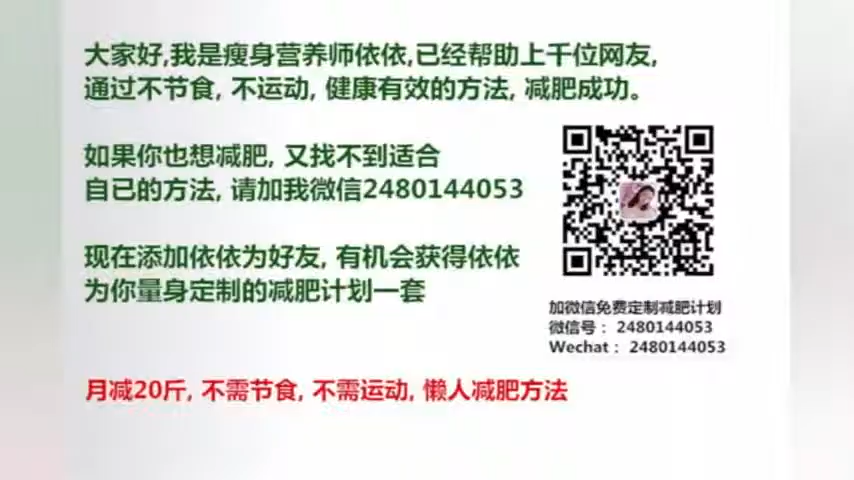 大家好,我是瘦身营养师依依,已经帮助上千位网友,
通过不节食, 不运动, 健康有效的方法, 减肥成功。
如果你也想减肥, 又找不到适合
自己的方法, 请加我微信2480144053
现在添加依依为好友, 有机会获得依依
为你量身定制的减肥计划一套
加微信免费定制减肥计划
微信号： 2480144053
Wechat： 2480144053
月减20斤, 不需节食, 不需运动, 懒人减肥方法